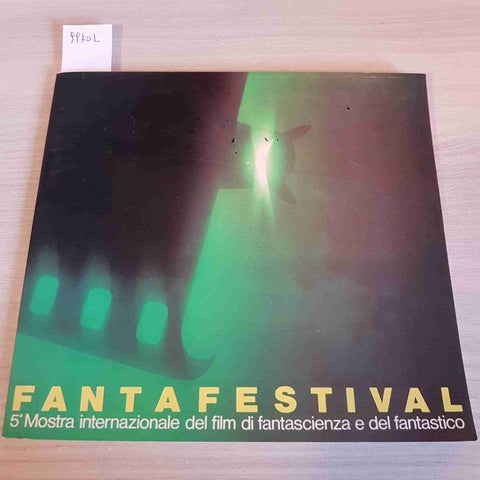 9970L
FANTAFESTIVAL
5ª Mostra internazionale del film di fantascienza e del fantastico